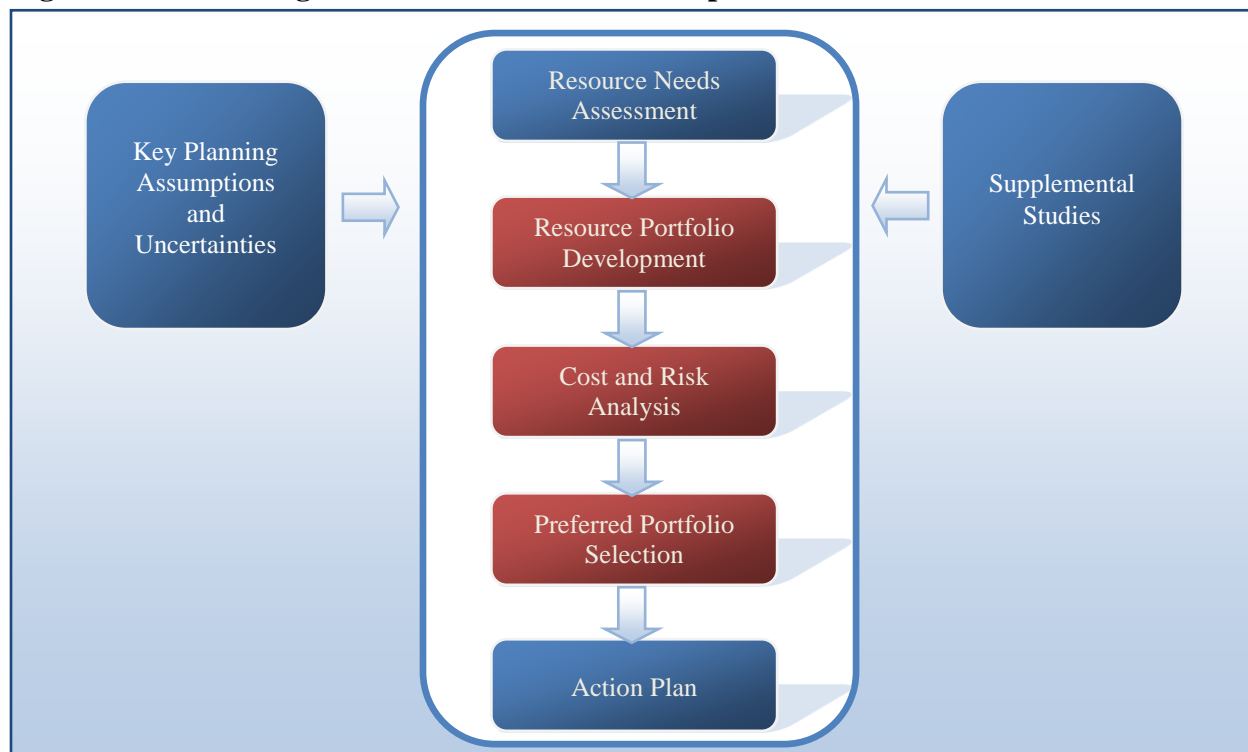 Resource Needs
Assessment
Key Planning
Assumptions
and
Uncertainties
Supplemental
Studies
Resource Portfolio
Development
Cost and Risk
Analysis
Preferred Portfolio
Selection
Action Plan